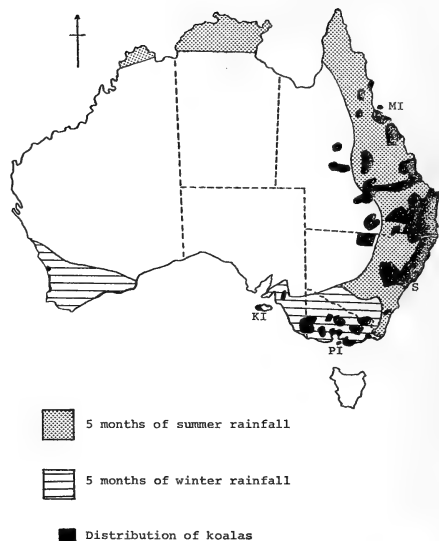 MI
S
KI
PI
5 months of summer rainfall
5 months of winter rainfall
Distribution of koalas